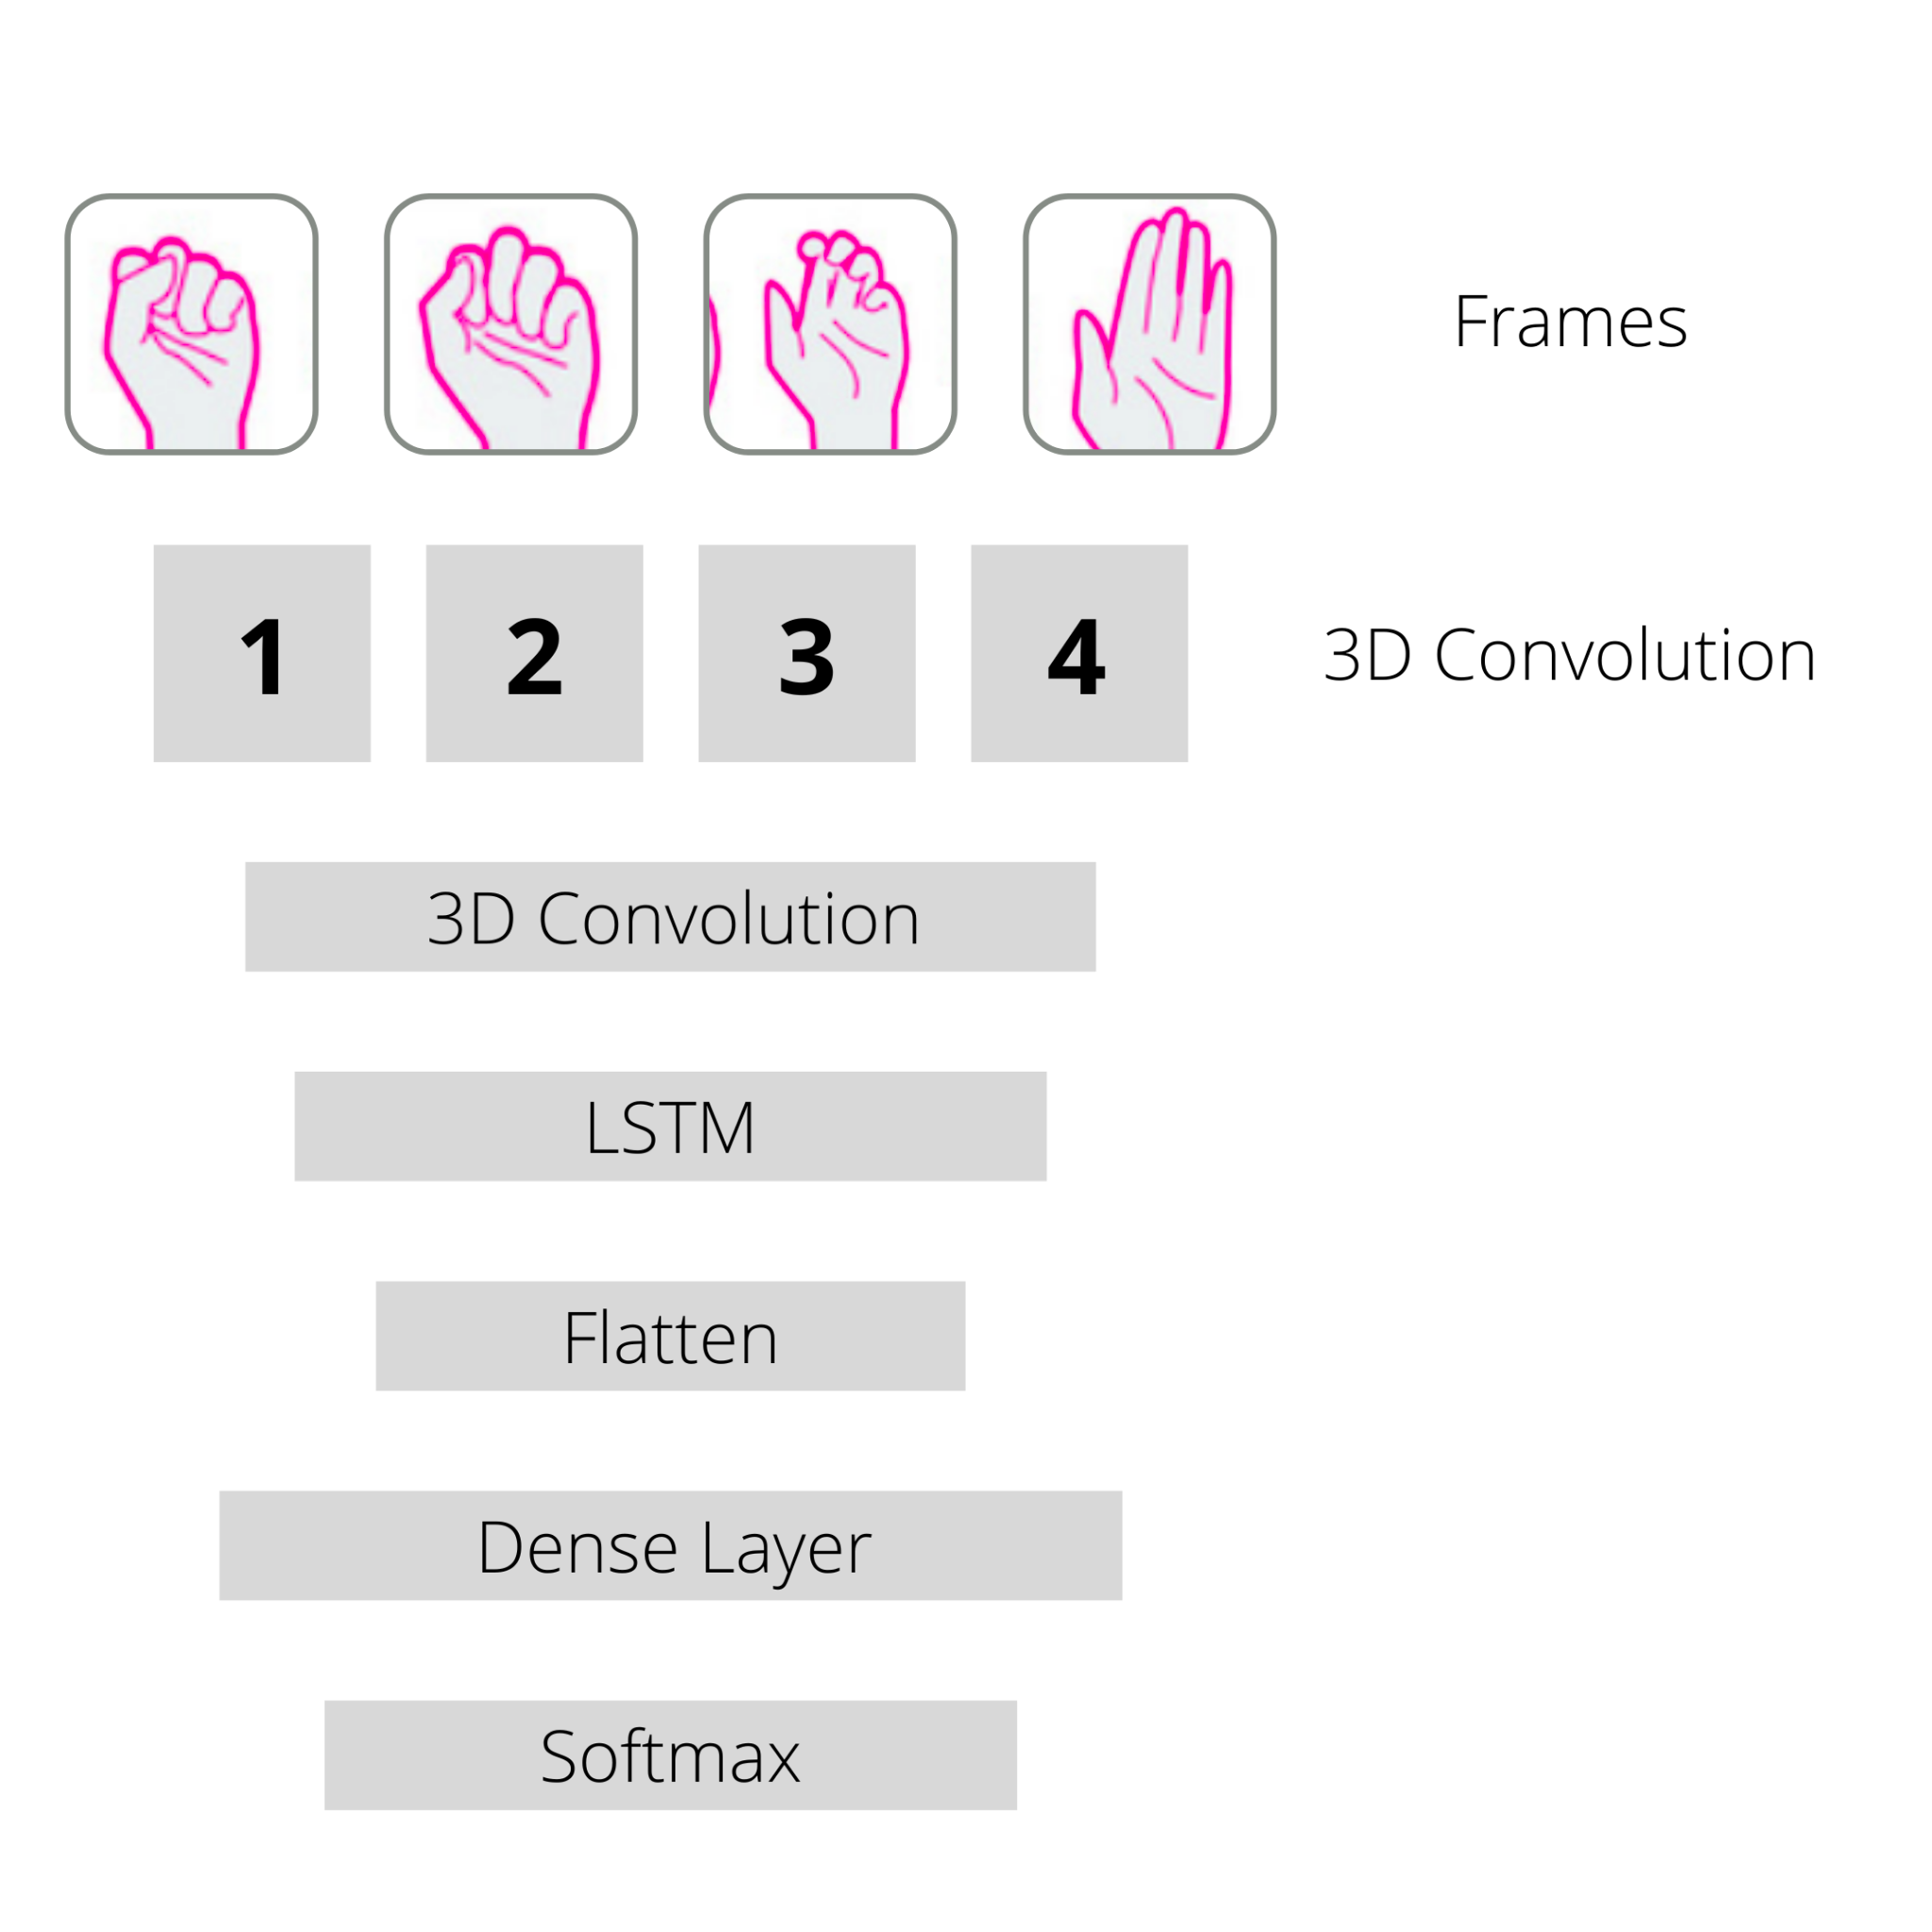 Frames
1 2 3 4 3D Convolution
3D Convolution
LSTM
Flatten
Dense Layer
Softmax